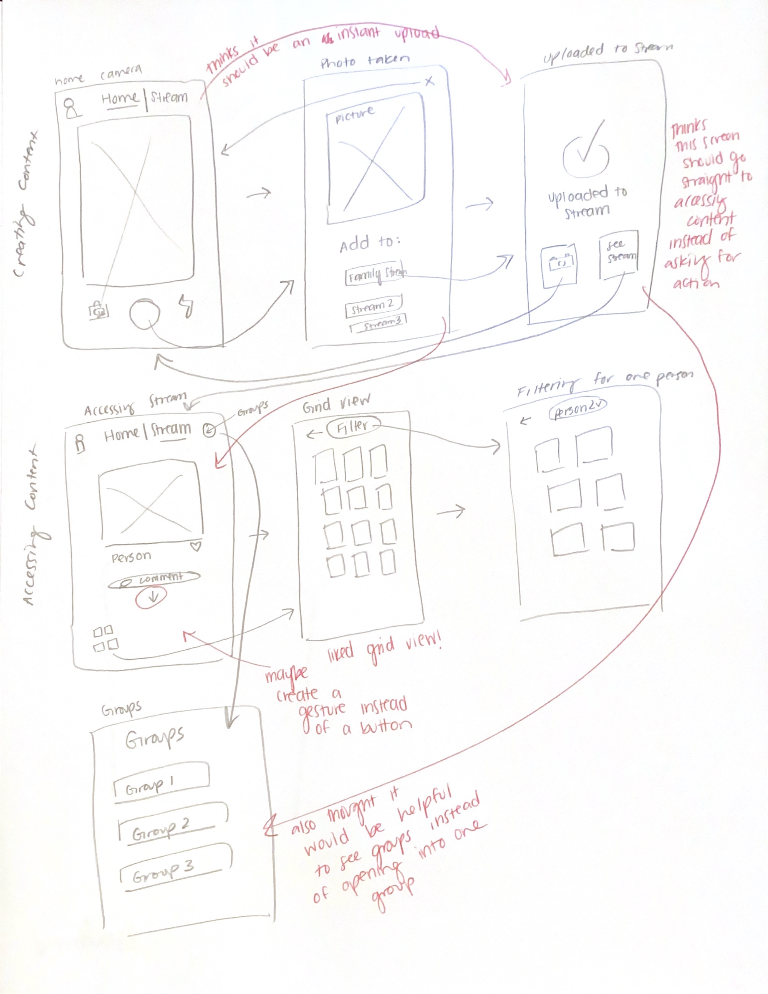 thinks it
should be an instant upload
home camera
Photo taken
Uploaded to Stream
Creating Content
Home | Stream
x
Picture
Add to:
Family Stream
Stream 2
Stream 3
Uploaded to
Stream
see
stream
Thinks
this screen
should go
straight to
accessig
content
instead of
asking for
action
Accessing Stream
Groups
Grid view
Filtering for one person
Accessing Content
Home | Stream
Person
comment
Filter
person 2 v
liked grid view!
maybe
create a
gesture instead
of a button
Groups
Groups
Group 1
Group 2
Group 3
also thought it
would be helpful
to see groups instead
of opening into one
group